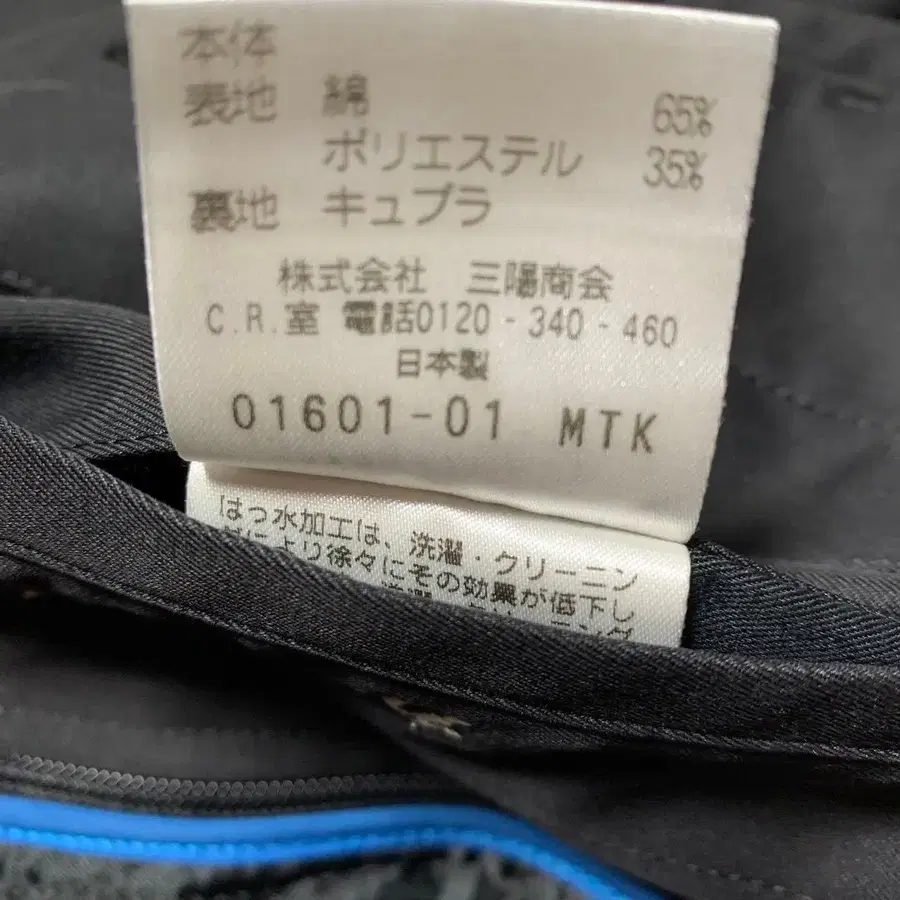 本体
表地 綿 65%
ポリエステル 35%
裏地 キュプラ
株式会社 三陽商会
C.R.室 電話0120-340-460
日本製
01601-01 MTK
はっ水加工は、洗濯・クリーニン
により徐々にその効果が低下し